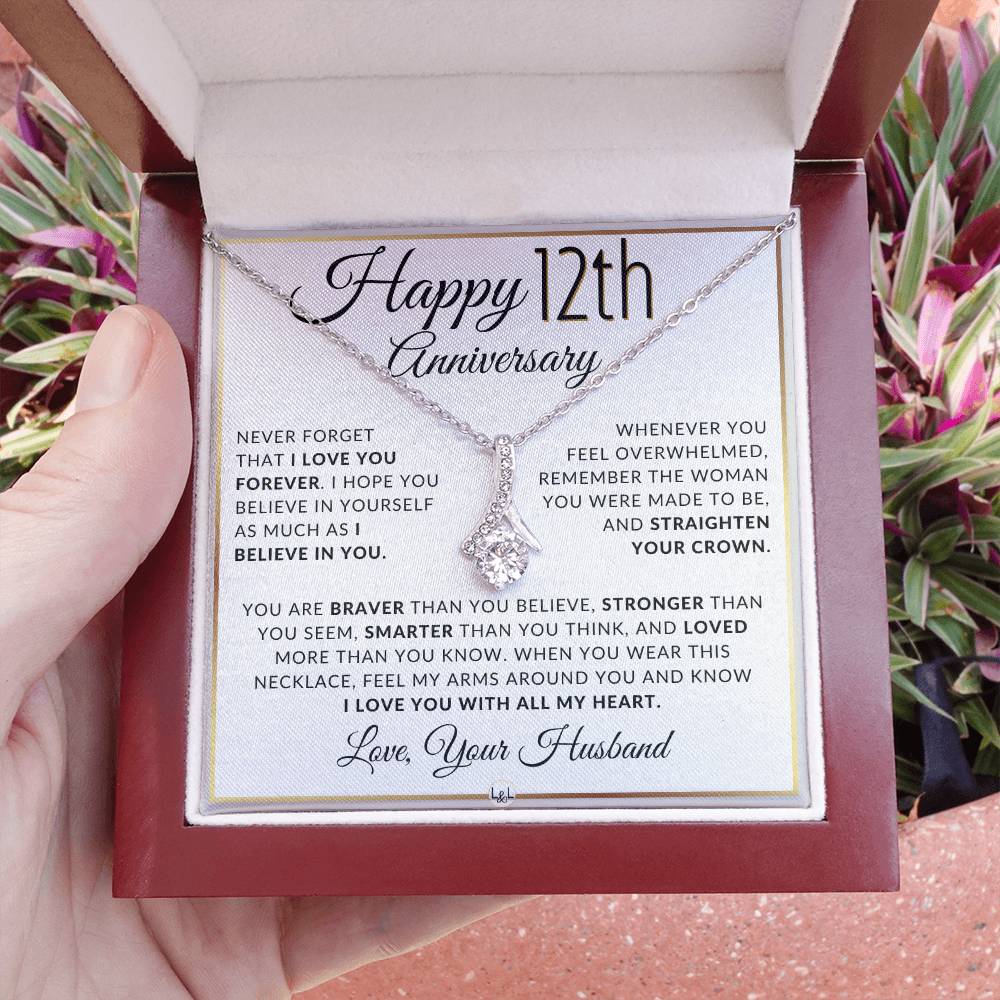 Happy 12th
Anniversary
NEVER FORGET
THAT I LOVE YOU
FOREVER. I HOPE YOU
BELIEVE IN YOURSELF
AS MUCH AS I
BELIEVE IN YOU.
WHENEVER YOU
FEEL OVERWHELMED,
REMEMBER THE WOMAN
YOU WERE MADE TO BE,
AND STRAIGHTEN
YOUR CROWN.
YOU ARE BRAVER THAN YOU BELIEVE, STRONGER THAN
YOU SEEM, SMARTER THAN YOU THINK, AND LOVED
MORE THAN YOU KNOW. WHEN YOU WEAR THIS
NECKLACE, FEEL MY ARMS AROUND YOU AND KNOW
I LOVE YOU WITH ALL MY HEART.
Love, Your Husband
L&L